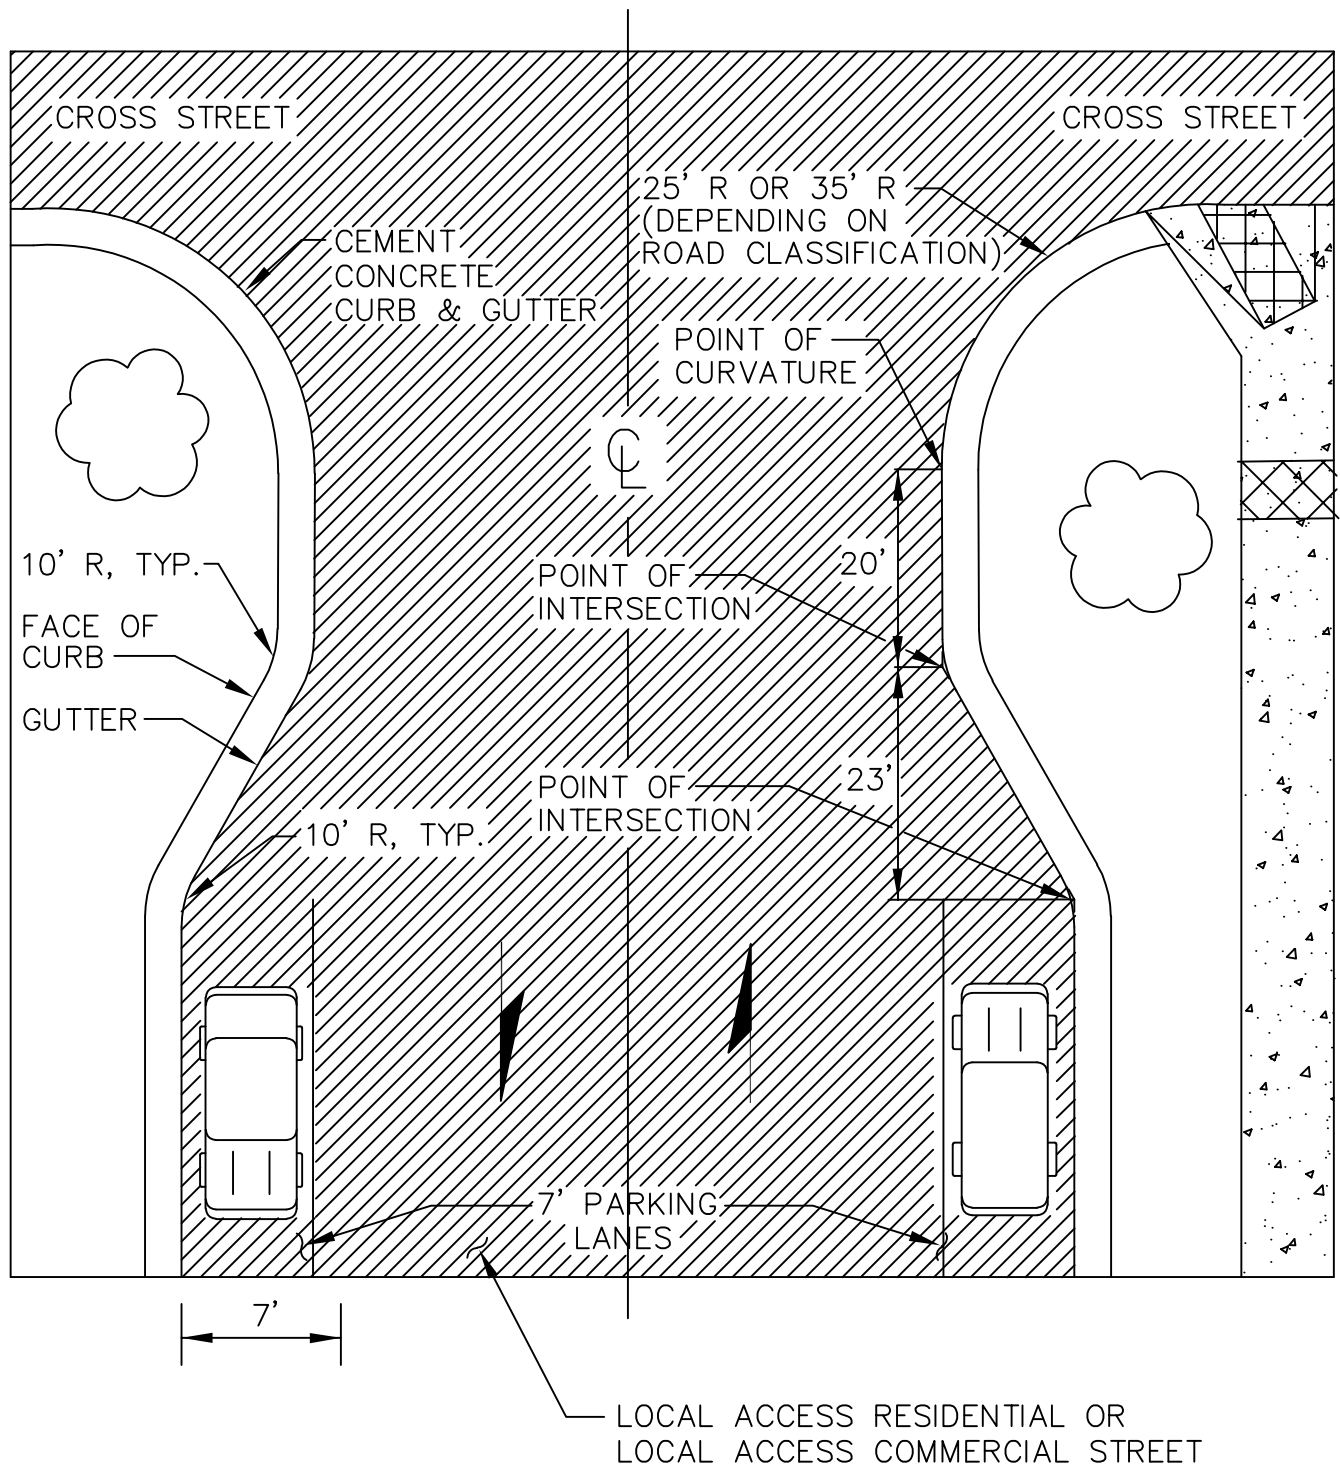 CROSS STREET
CROSS STREET
25' R OR 35' R
(DEPENDING ON
ROAD CLASSIFICATION)
CEMENT
CONCRETE
CURB & GUTTER
POINT OF
CURVATURE
CL
10' R, TYP.
20'
POINT OF
INTERSECTION
FACE OF
CURB
GUTTER
23'
POINT OF
INTERSECTION
10' R, TYP.
7' PARKING
LANES
7'
LOCAL ACCESS RESIDENTIAL OR
LOCAL ACCESS COMMERCIAL STREET